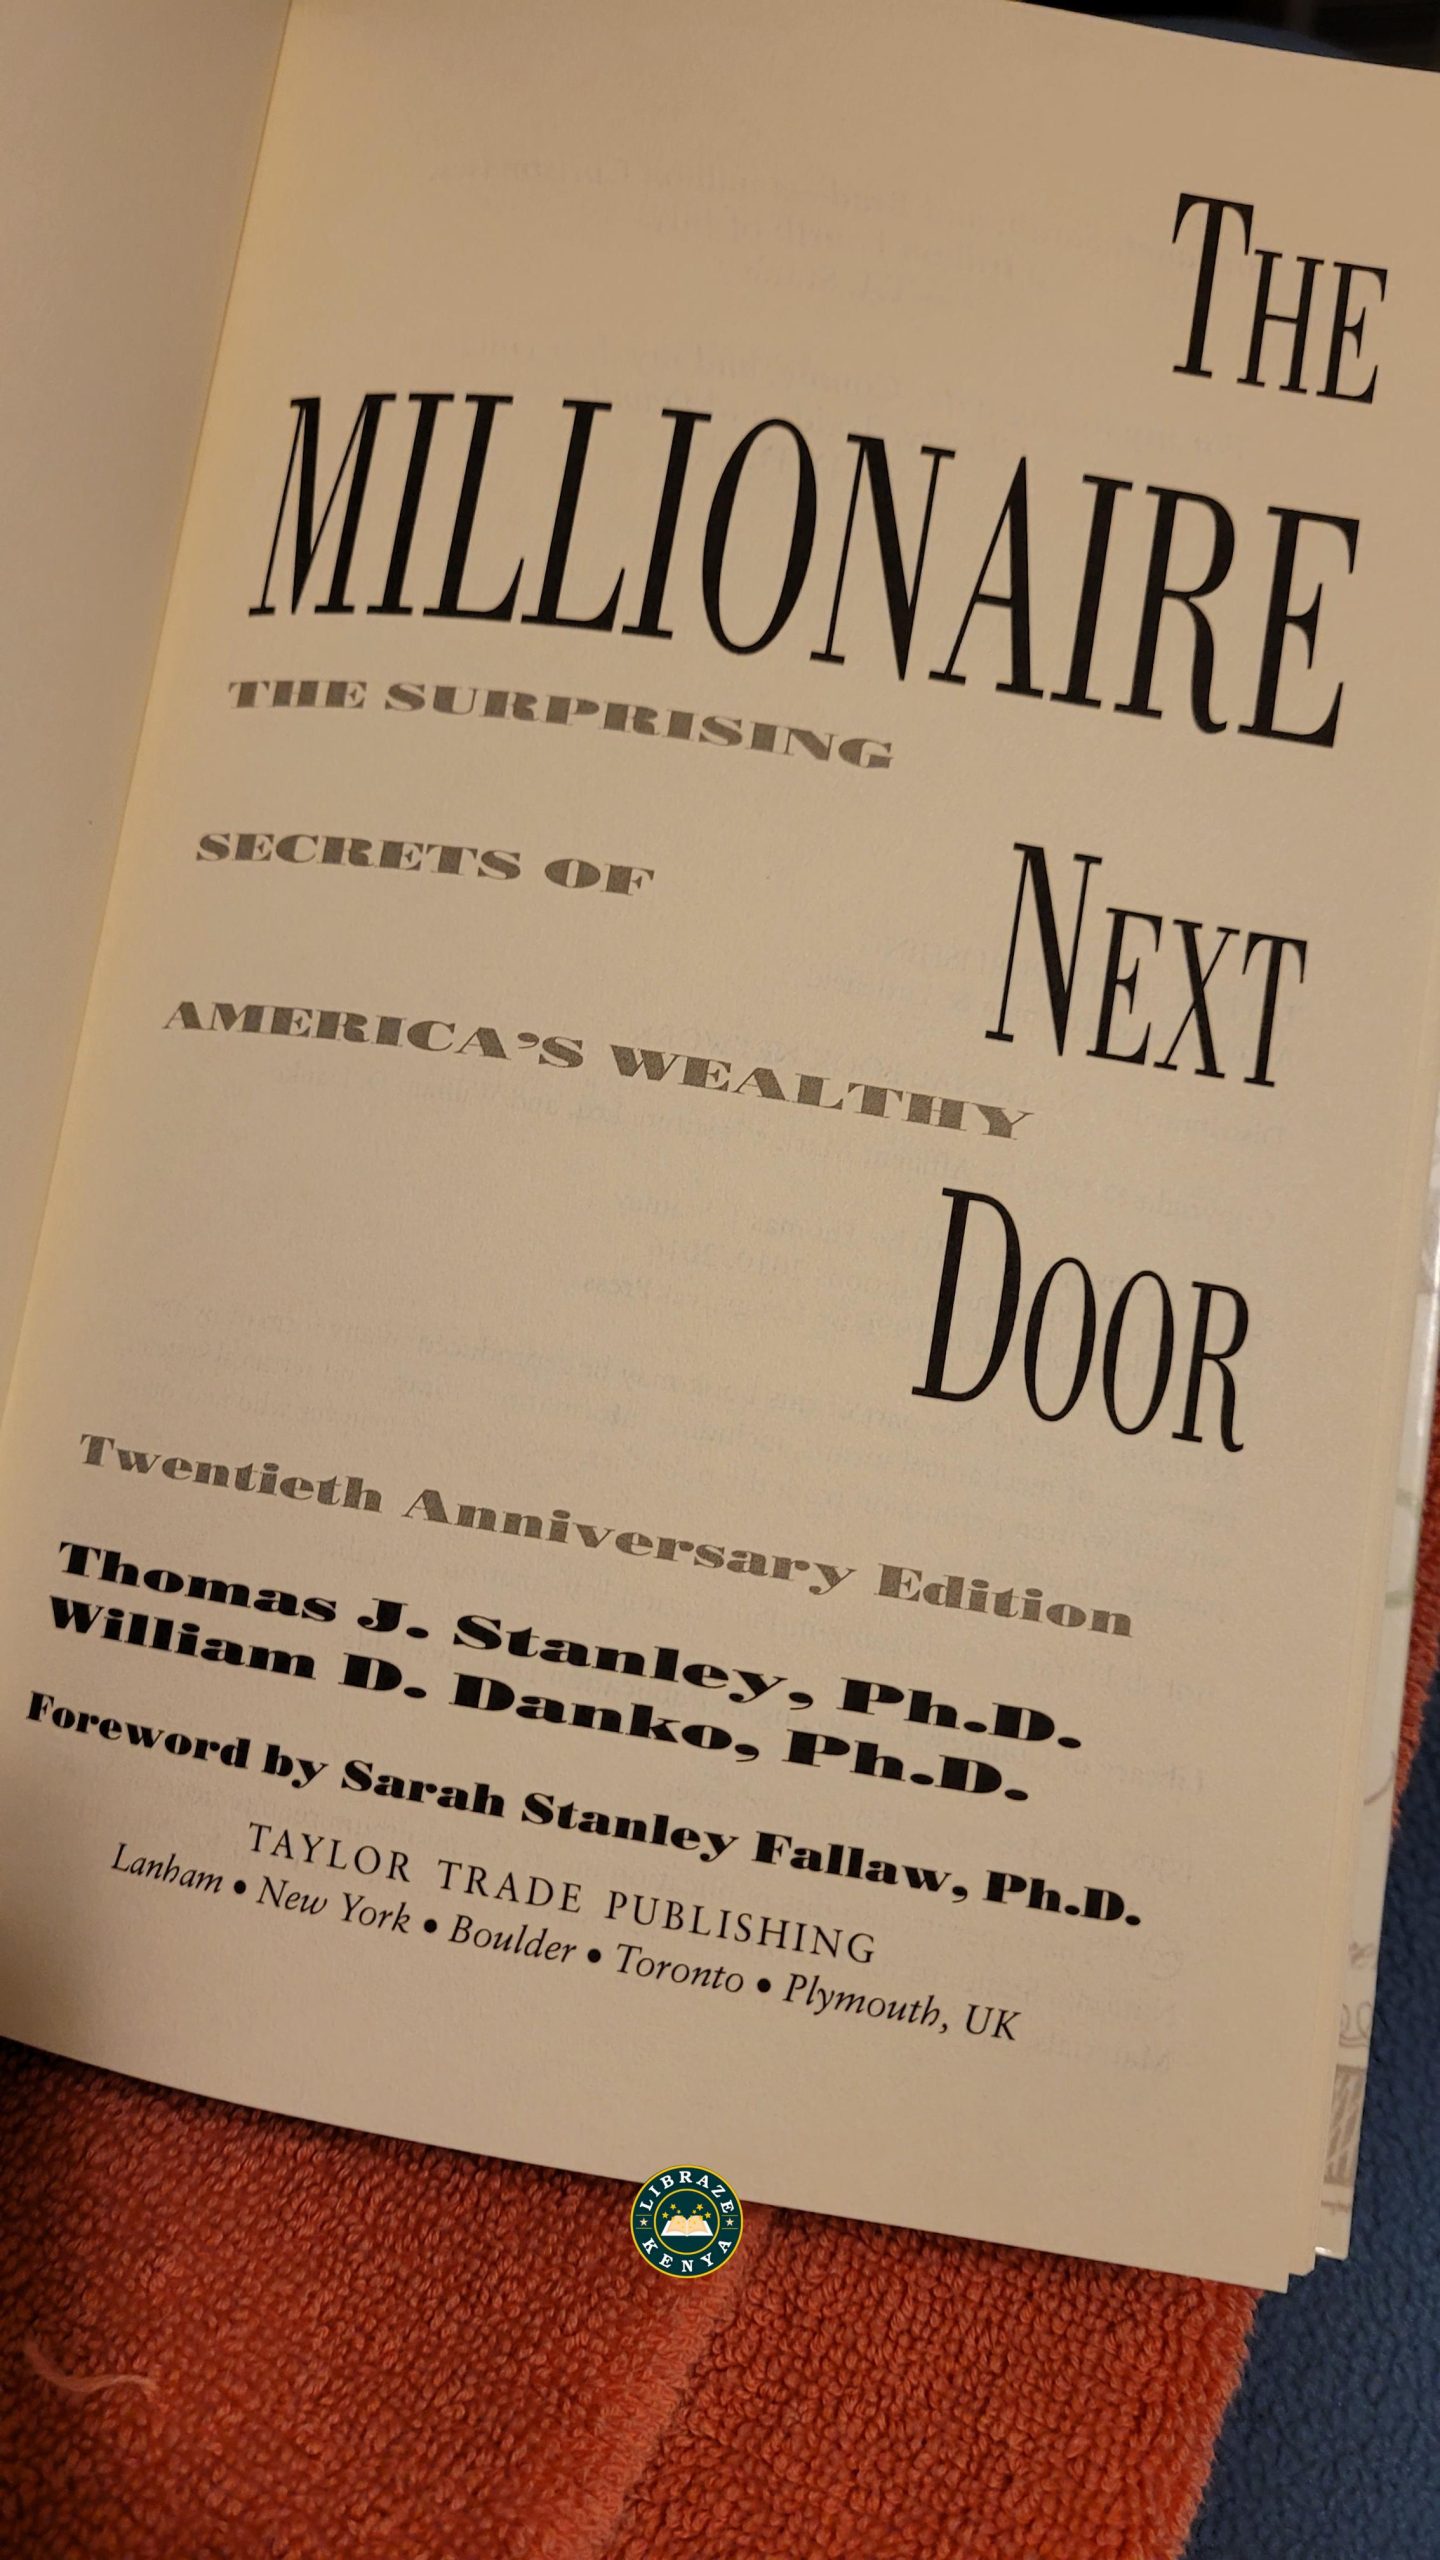 THE
MILLIONAIRE
THE SURPRISING
SECRETS OF
NEXT
AMERICA'S WEALTHY
DOOR
Twentieth Anniversary Edition
Thomas J. Stanley, Ph.D.
William D. Danko, Ph.D.
Foreword by Sarah Stanley Fallaw, Ph.D.
TAYLOR TRADE PUBLISHING
Lanham • New York • Boulder • Toronto • Plymouth, UK
LIBRAZE
KENYA